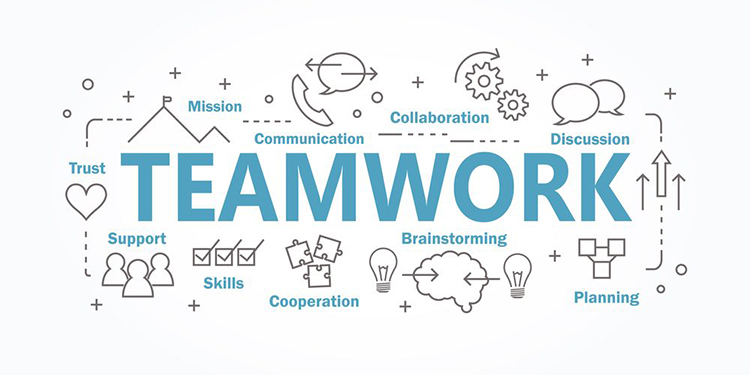 Mission
Communication
Collaboration
Discussion
Trust
TEAMWORK
Support
Skills
Cooperation
Brainstorming
Planning